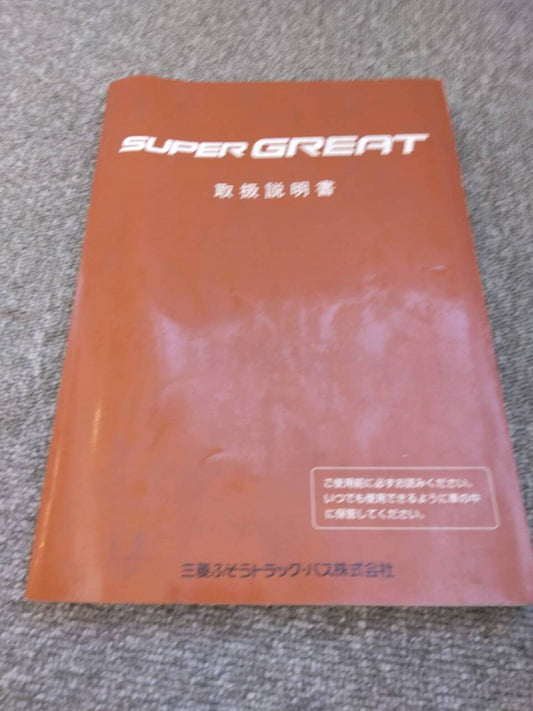 SUPER GREAT
取扱説明書
ご使用前に必ずお読みください。
いつでも使用できるように車の中
に保管してください。
三菱ふそうトラック・バス株式会社